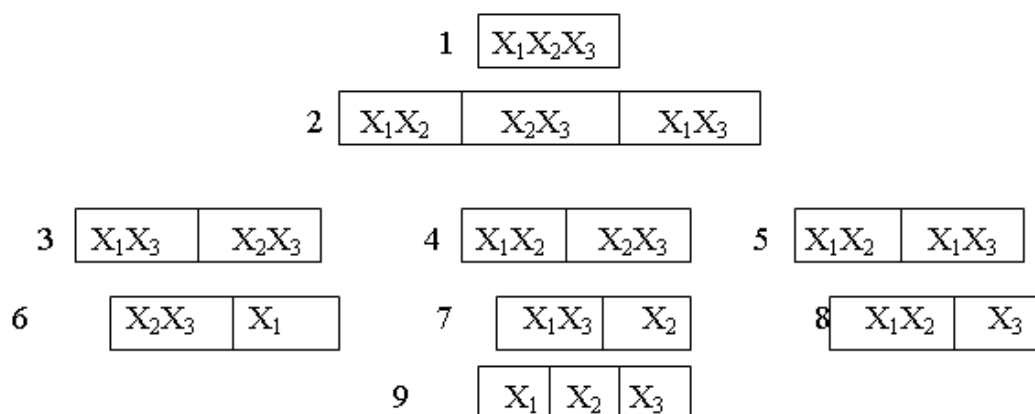 1 X₁X₂X₃
2 X₁X₂ X₂X₃ X₁X₃
3 X₁X₃ X₂X₃ 4 X₁X₂ X₂X₃ 5 X₁X₂ X₁X₃
6 X₂X₃ X₁ 7 X₁X₃ X₂ 8 X₁X₂ X₃
9 X₁ X₂ X₃